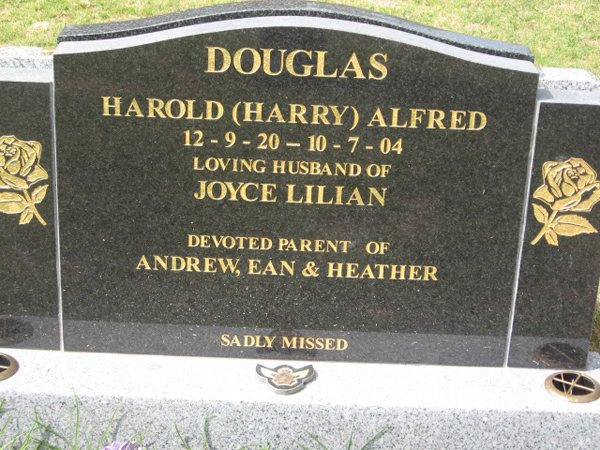 DOUGLAS
HAROLD (HARRY) ALFRED
12 - 9 - 20 – 10 - 7 - 04
LOVING HUSBAND OF
JOYCE LILIAN
DEVOTED PARENT OF
ANDREW, EAN & HEATHER
SADLY MISSED